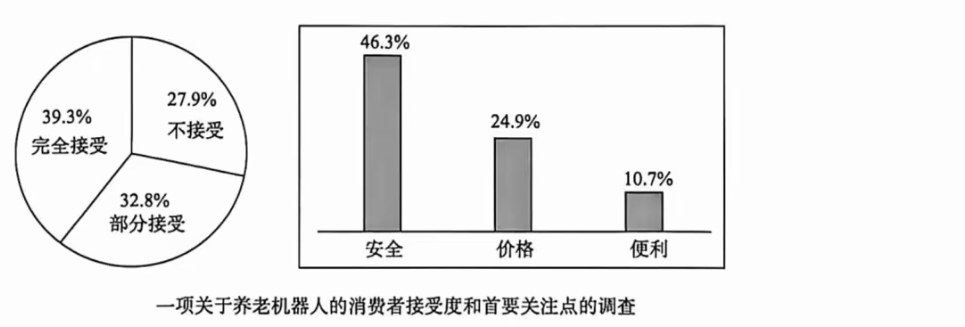 27.9%
不接受
39.3%
完全接受
32.8%
部分接受
46.3%
24.9%
10.7%
安全 价格 便利
一项关于养老机器人的消费者接受度和首要关注点的调查